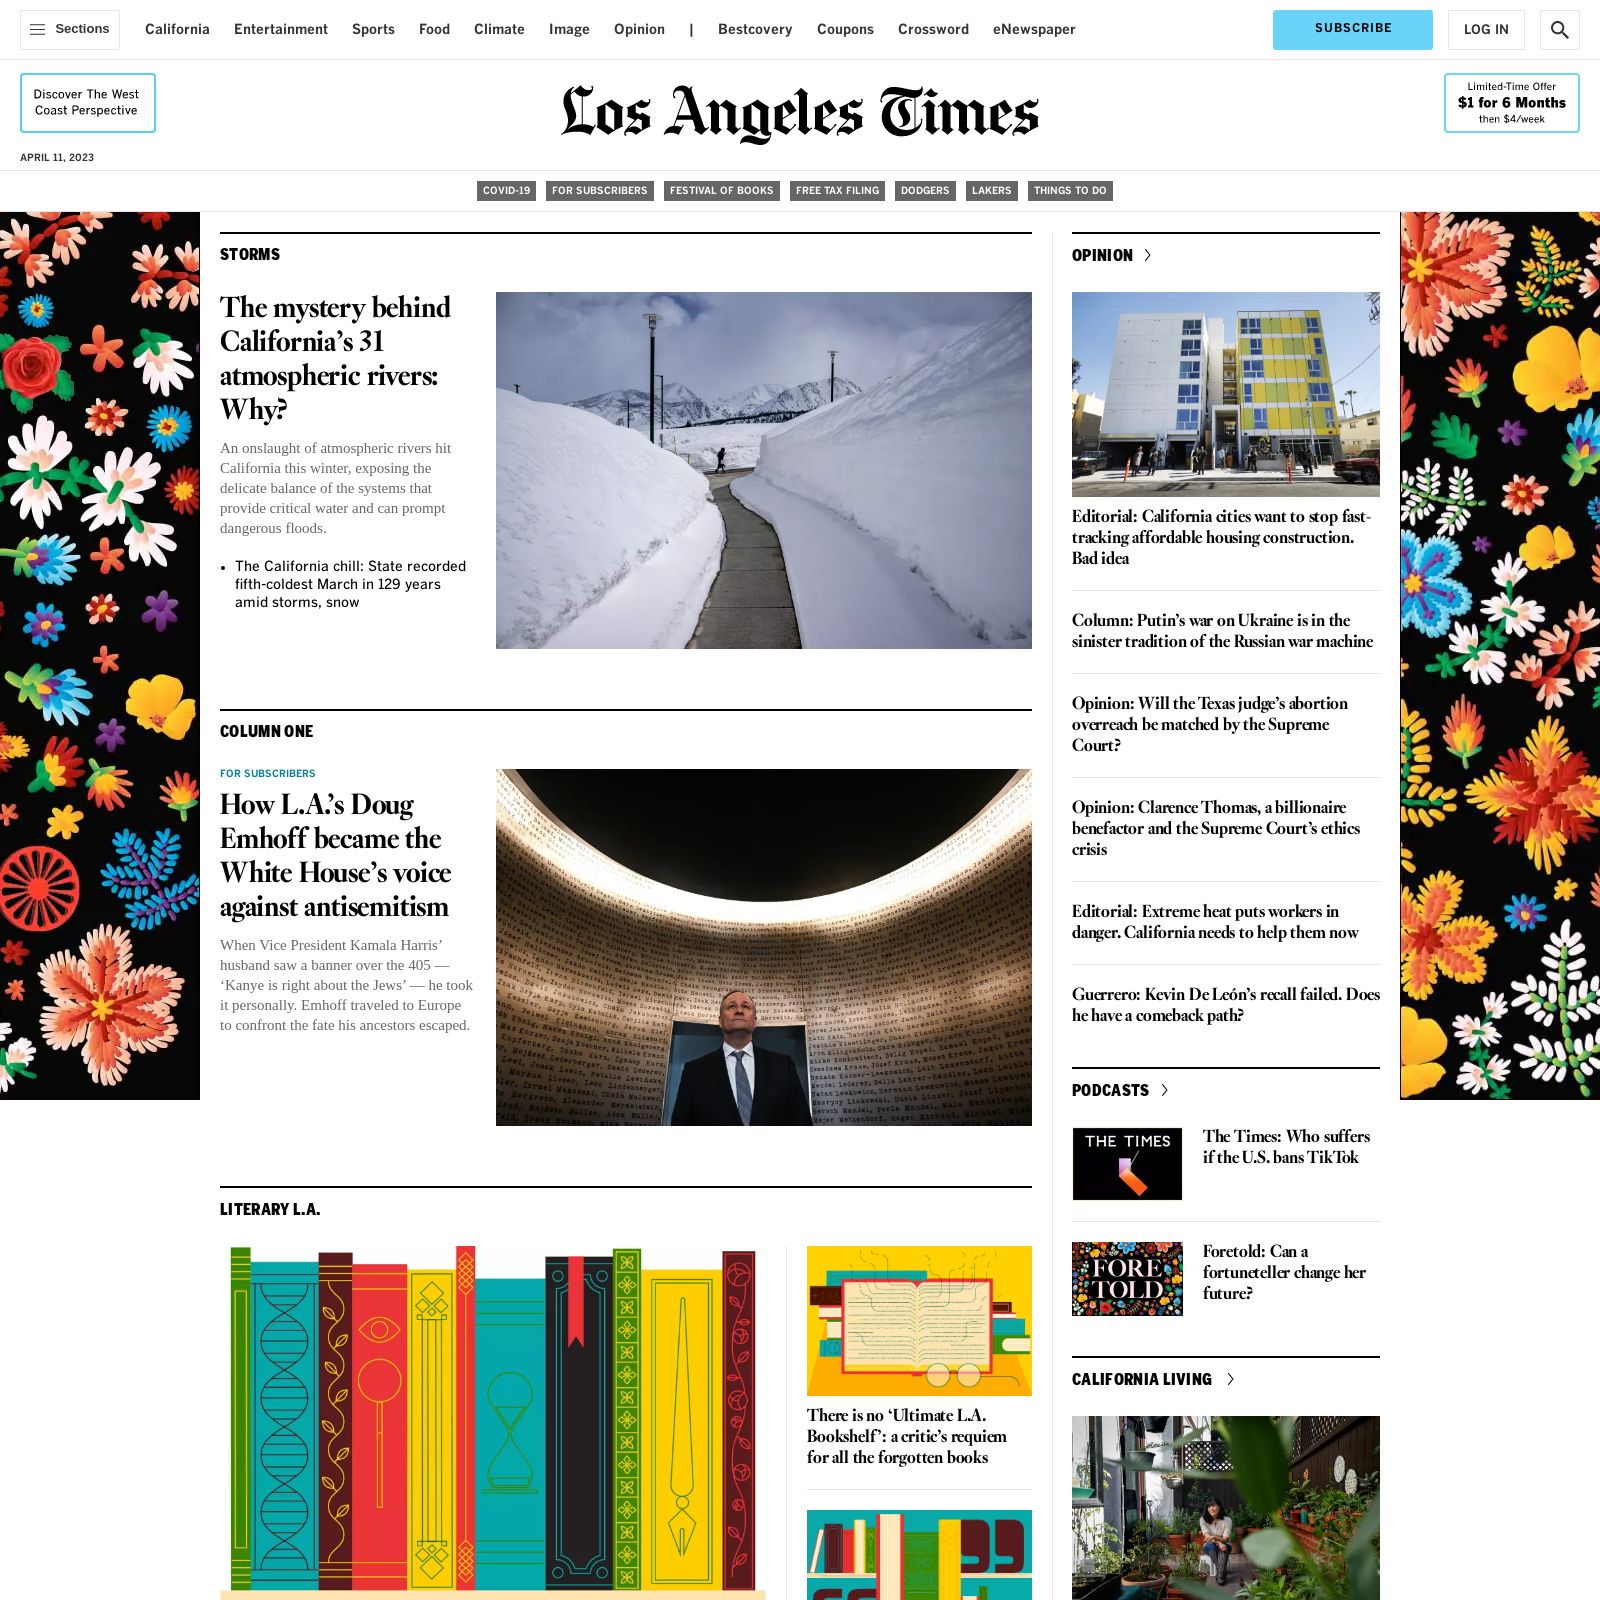 Sections
California
Entertainment
Sports
Food
Climate
Image
Opinion
|
Bestcovery
Coupons
Crossword
eNewspaper
SUBSCRIBE
LOG IN
Discover The West
Coast Perspective
Los Angeles Times
Limited-Time Offer
$1 for 6 Months
then $4/week
APRIL 11, 2023
COVID-19
FOR SUBSCRIBERS
FESTIVAL OF BOOKS
FREE TAX FILING
DODGERS
LAKERS
THINGS TO DO
STORMS
The mystery behind
California’s 31
atmospheric rivers:
Why?
An onslaught of atmospheric rivers hit
California this winter, exposing the
delicate balance of the systems that
provide critical water and can prompt
dangerous floods.
• The California chill: State recorded
fifth-coldest March in 129 years
amid storms, snow
COLUMN ONE
FOR SUBSCRIBERS
How L.A.’s Doug
Emhoff became the
White House’s voice
against antisemitism
When Vice President Kamala Harris’
husband saw a banner over the 405 —
‘Kanye is right about the Jews’ — he took
it personally. Emhoff traveled to Europe
to confront the fate his ancestors escaped.
LITERARY L.A.
There is no ‘Ultimate L.A.
Bookshelf’: a critic’s requiem
for all the forgotten books
OPINION
Editorial: California cities want to stop fast-
tracking affordable housing construction.
Bad idea
Column: Putin’s war on Ukraine is in the
sinister tradition of the Russian war machine
Opinion: Will the Texas judge’s abortion
overreach be matched by the Supreme
Court?
Opinion: Clarence Thomas, a billionaire
benefactor and the Supreme Court’s ethics
crisis
Editorial: Extreme heat puts workers in
danger. California needs to help them now
Guerrero: Kevin De León’s recall failed. Does
he have a comeback path?
PODCASTS
THE TIMES
The Times: Who suffers
if the U.S. bans TikTok
FORE
TOLD
Foretold: Can a
fortuneteller change her
future?
CALIFORNIA LIVING